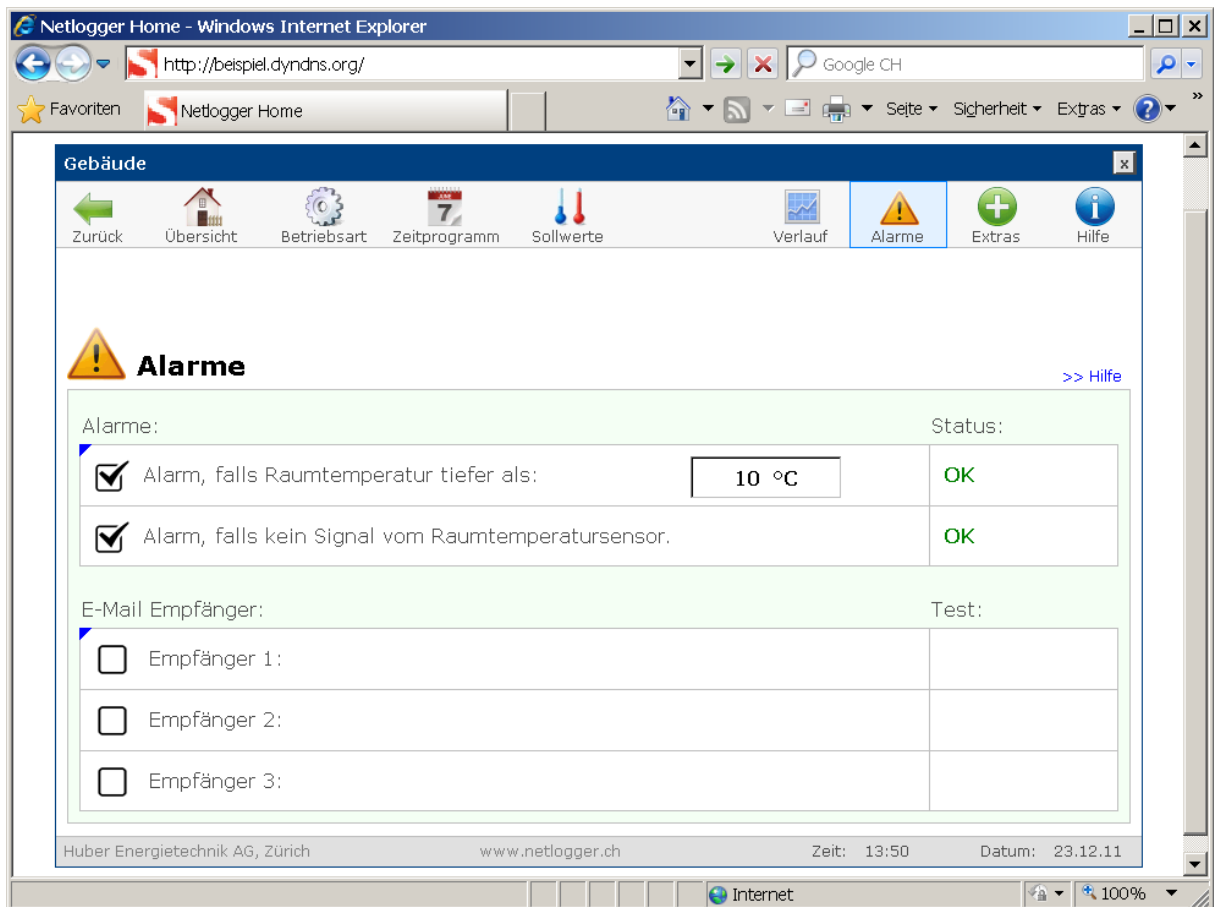 Netlogger Home - Windows Internet Explorer
http://beispiel.dyndns.org/
Google CH
Favoriten
Netlogger Home
Seite
Sicherheit
Extras
Gebäude
Zurück
Übersicht
Betriebsart
7
Zeitprogramm
Sollwerte
Verlauf
Alarme
Extras
Hilfe
Alarme
>> Hilfe
Alarme: Status:
Alarm, falls Raumtemperatur tiefer als: 10 °C OK
Alarm, falls kein Signal vom Raumtemperatursensor. OK
E-Mail Empfänger: Test:
Empfänger 1:
Empfänger 2:
Empfänger 3:
Huber Energietechnik AG, Zürich www.netlogger.ch Zeit: 13:50 Datum: 23.12.11
Internet 100%